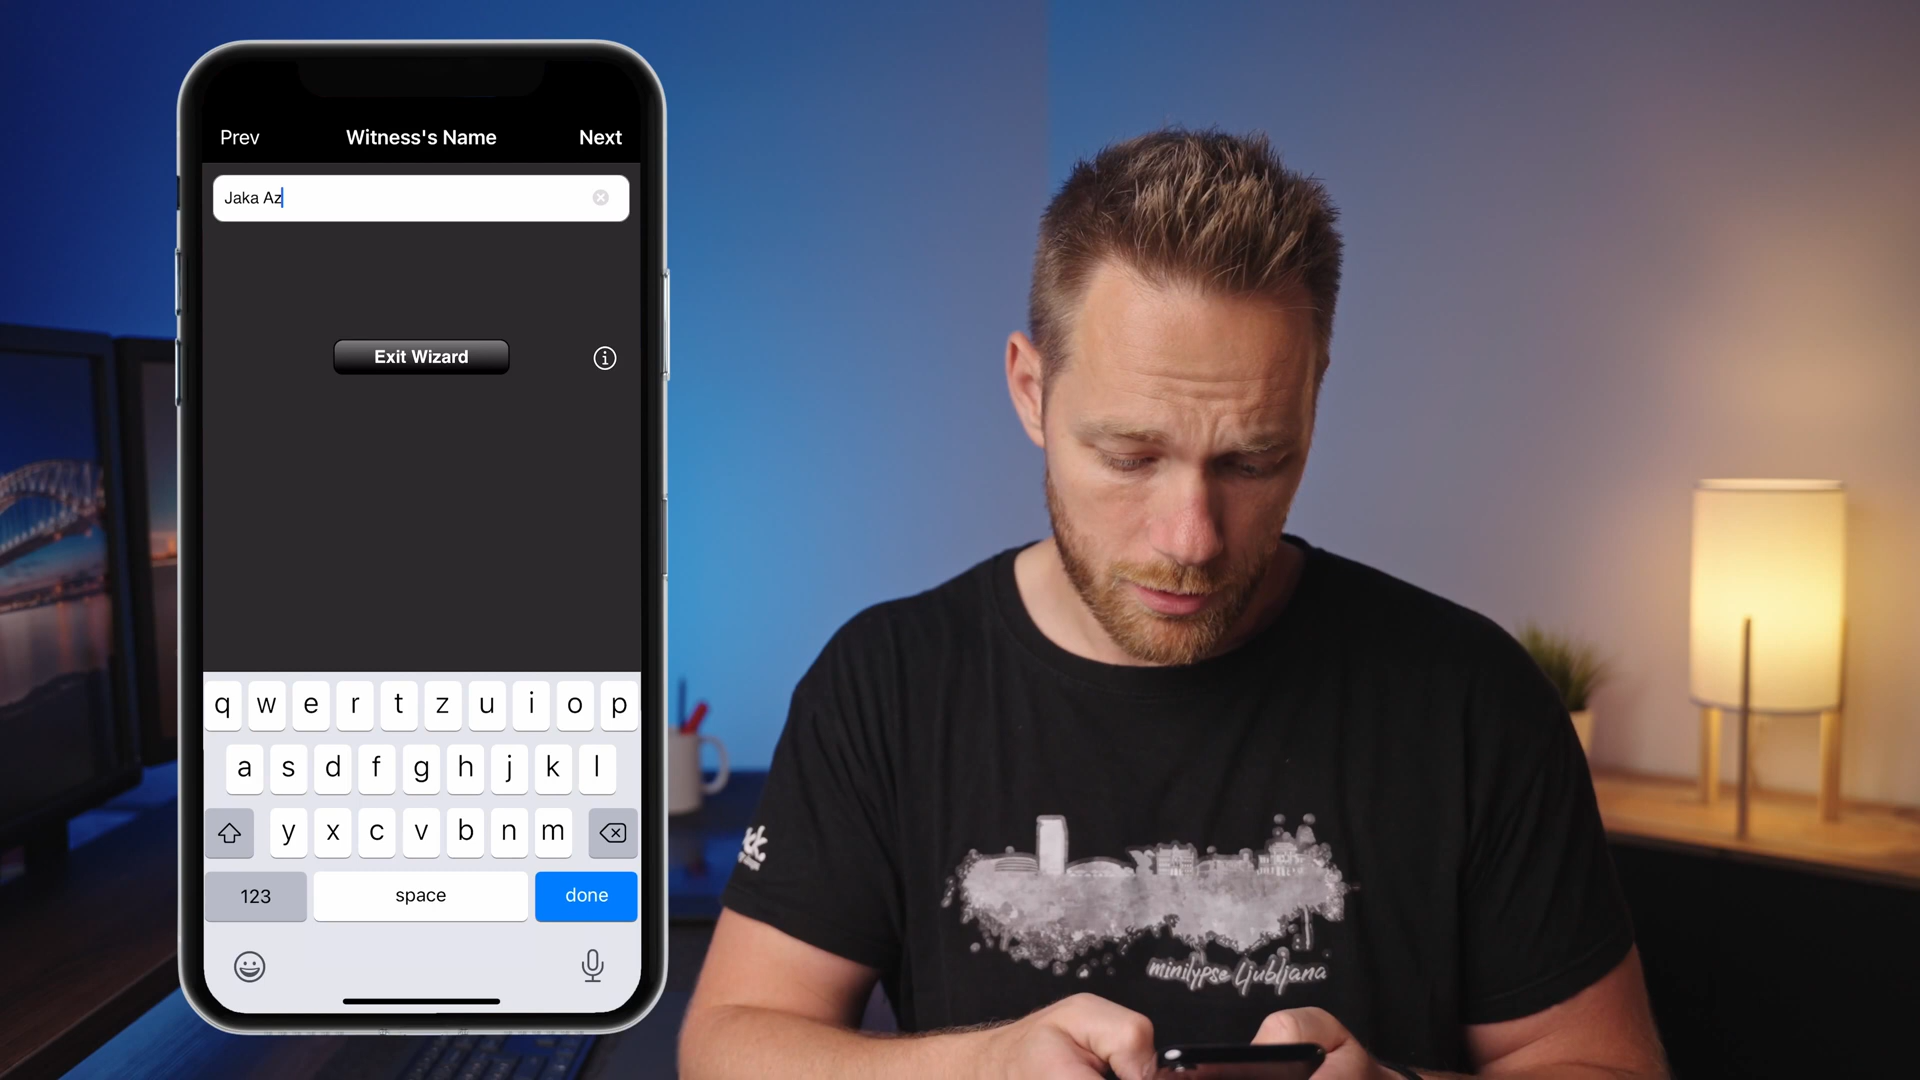 Prev Witness's Name Next
Jaka Az
Exit Wizard
q w e r t z u i o p
a s d f g h j k l
y x c v b n m
123 space done
minilypse Ljubljana